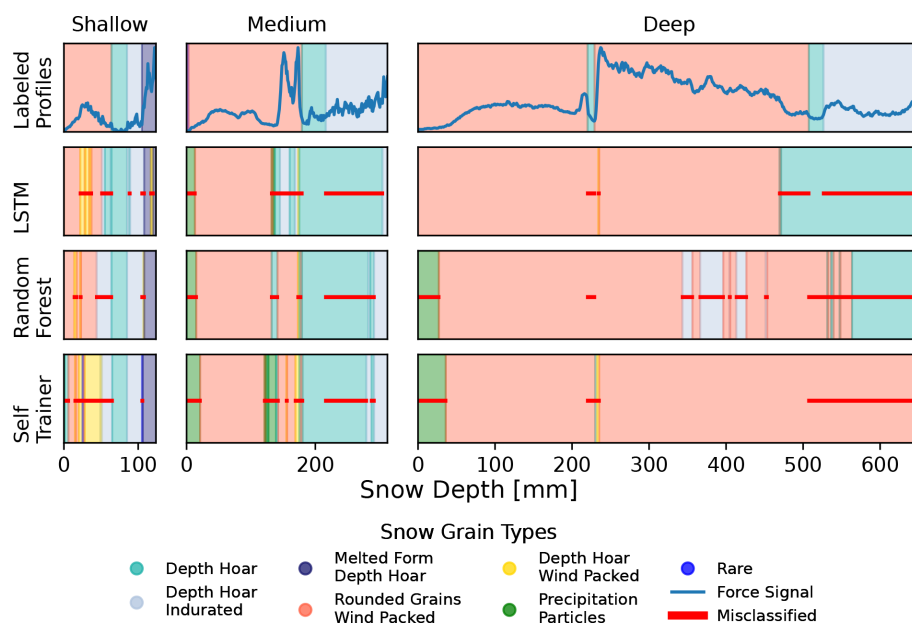 Shallow
Medium
Deep
Labeled
Profiles
LSTM
Random
Forest
Self
Trainer
0 100
0 200
0 100 200 300 400 500 600
Snow Depth [mm]
Snow Grain Types
Depth Hoar
Depth Hoar
Indurated
Melted Form
Depth Hoar
Rounded Grains
Wind Packed
Depth Hoar
Wind Packed
Precipitation
Particles
Rare
Force Signal
Misclassified